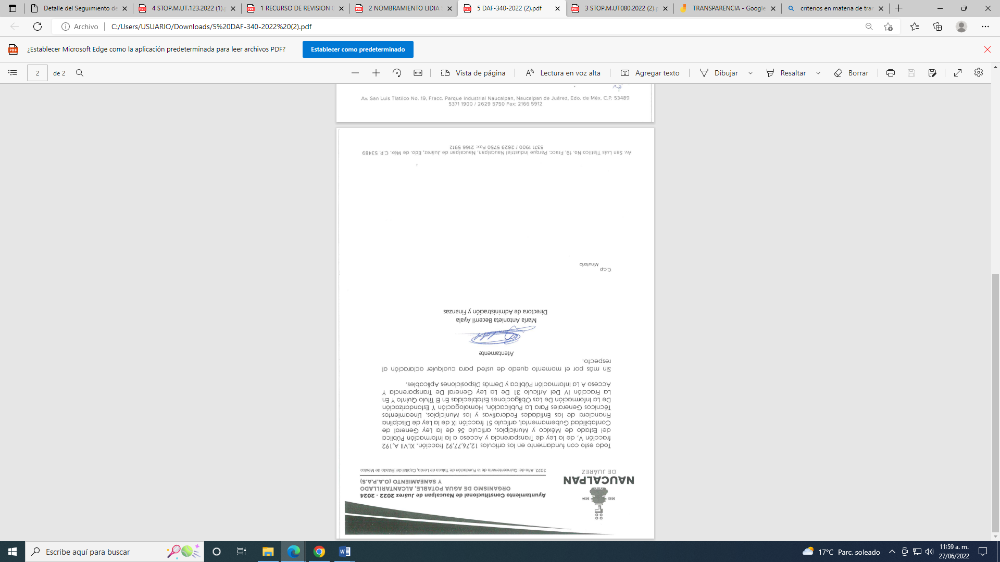 Detalle del Seguimiento de
4 STOP.M.UT.123.2022 (1).p
1 RECURSO DE REVISION 0
2 NOMBRAMIENTO LIDIA S
5 DAF-340-2022 (2).pdf
3 STOP.M.UT080.2022 (2).p
TRANSPARENCIA - Google
criterios en materia de tran
Archivo
C:/Users/USUARIO/Downloads/5%20DAF-340-2022%20(2).pdf
¿Establecer Microsoft Edge como la aplicación predeterminada para leer archivos PDF?
Establecer como predeterminado
2 de 2
Vista de página
Lectura en voz alta
Agregar texto
Dibujar
Resaltar
Borrar
Av. San Luis Tlatilco No. 19, Fracc. Parque Industrial Naucalpan, Naucalpan de Juárez, Edo. de Méx. C.P. 53489
5371 1900 / 2629 5750 Fax: 2166 5912
2022 2024
NAUCALPAN
DE JUÁREZ
Ayuntamiento Constitucional de Naucalpan de Juárez 2022 - 2024
ORGANISMO DE AGUA POTABLE, ALCANTARILLADO
Y SANEAMIENTO (O.A.P.A.S)
2022. Año del Quincentenario de la Fundación de Toluca de Lerdo, Capital del Estado de México
Todo esto con fundamento en los artículos 12,76,77,92 fracción. XLVII A,192
fracción V, de la Ley de Transparencia y Acceso a la Información Pública
del Estado de México y Municipios, artículo 56 de la Ley General de
Contabilidad Gubernamental, artículo 51 fracción IX de la Ley de Disciplina
Financiera de las Entidades Federativas y los Municipios, Lineamientos
Técnicos Generales Para La Publicación, Homologación Y Estandarización
De La Información De Las Obligaciones Establecidas En El Título Quinto Y En
La Fracción IV Del Artículo 31 De La Ley General De Transparencia Y
Acceso A La Información Pública y Demás Disposiciones Aplicables.
Sin más por el momento quedo de usted para cualquier aclaración al
respecto.
Atentamente
María Antonieta Becerril Ayala
Directora de Administración y Finanzas
C.c.p
Minutario
Av. San Luis Tlatilco No. 19, Fracc. Parque Industrial Naucalpan, Naucalpan de Juárez, Edo. de Méx. C.P. 53489
5371 1900 / 2629 5750 Fax: 2166 5912
Escribe aquí para buscar
17°C Parc. soleado
11:59 a. m.
27/06/2022